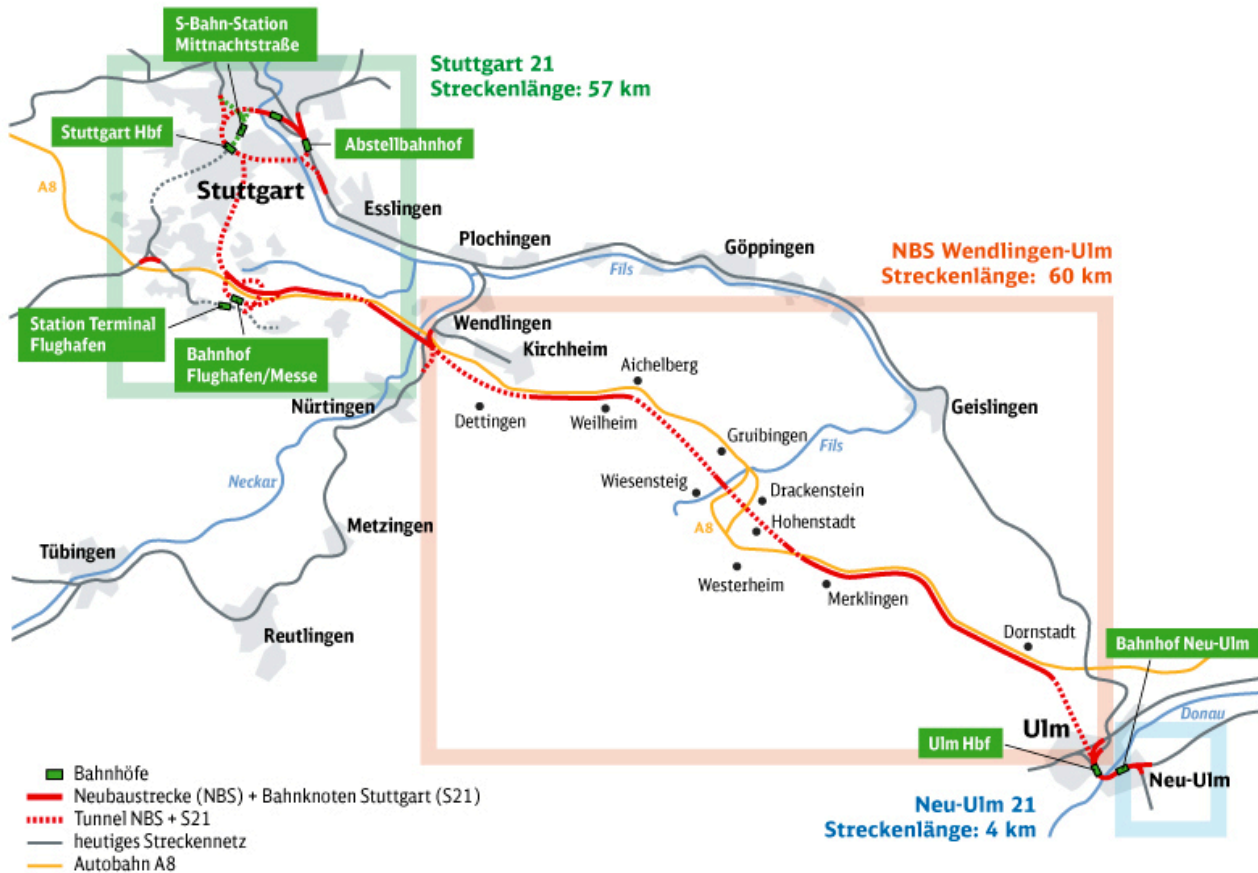 S-Bahn-Station
Mittnachtstraße
Stuttgart 21
Streckenlänge: 57 km
Stuttgart Hbf
Abstellbahnhof
A8
Stuttgart
Esslingen
Plochingen
Göppingen
Fils
NBS Wendlingen-Ulm
Streckenlänge: 60 km
Station Terminal
Flughafen
Bahnhof
Flughafen/Messe
Wendlingen
Kirchheim
Aichelberg
Nürtingen
Dettingen
Weilheim
Geislingen
Gruibingen
Fils
Neckar
Wiesensteig
Drackenstein
A8
Hohenstadt
Metzingen
Tübingen
Westerheim
Merklingen
Reutlingen
Dornstadt
Bahnhof Neu-Ulm
Ulm
Donau
Ulm Hbf
Neu-Ulm
Neu-Ulm 21
Streckenlänge: 4 km
Bahnhöfe
Neubaustrecke (NBS) + Bahnknoten Stuttgart (S21)
Tunnel NBS + S21
heutiges Streckennetz
Autobahn A8